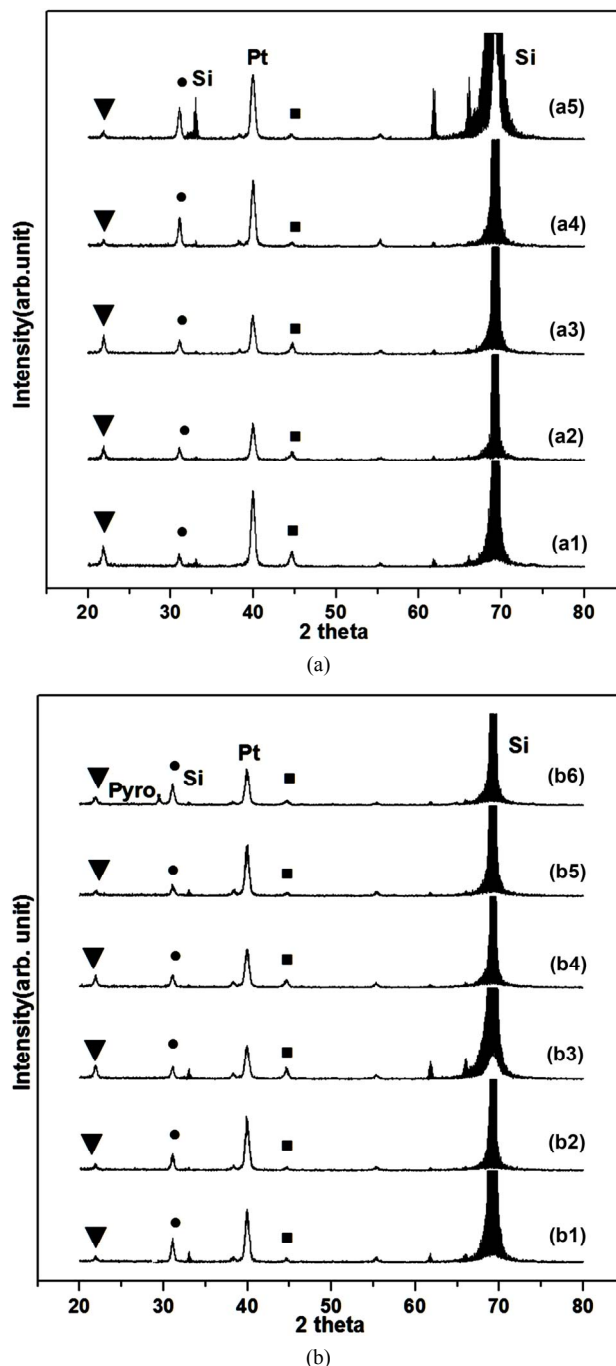 Pt
Si
Si
(a5)
(a4)
(a3)
(a2)
(a1)
Intensity(arb.unit)
20 30 40 50 60 70 80
2 theta
(a)
Pt
Si
Pyro.
Si
(b6)
(b5)
(b4)
(b3)
(b2)
(b1)
Intensity(arb. unit)
20 30 40 50 60 70 80
2 theta
(b)